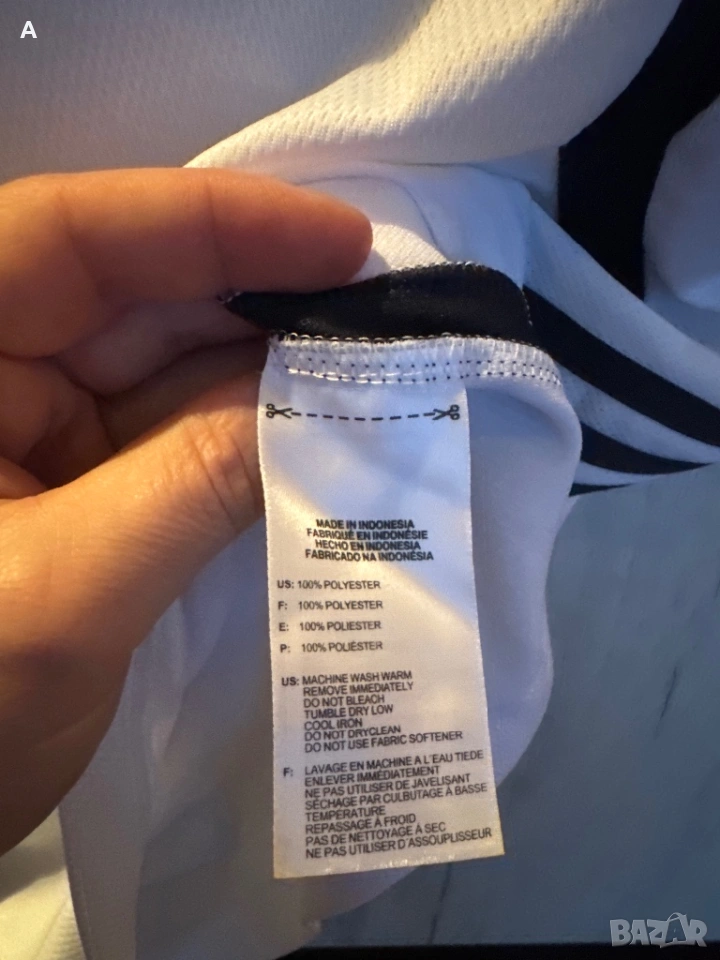 A
MADE IN INDONESIA
FABRIQUÉ EN INDONÉSIE
HECHO EN INDONESIA
FABRICADO NA INDONÉSIA
US: 100% POLYESTER
F: 100% POLYESTER
E: 100% POLIESTER
P: 100% POLIÉSTER
US: MACHINE WASH WARM
REMOVE IMMEDIATELY
DO NOT BLEACH
TUMBLE DRY LOW
COOL IRON
DO NOT DRYCLEAN
DO NOT USE FABRIC SOFTENER
F: LAVAGE EN MACHINE A L'EAU TIEDE
ENLEVER IMMÉDIATEMENT
NE PAS UTILISER DE JAVELISANT
SÉCHAGE PAR CULBUTAGE À BASSE
TEMPÉRATURE
REPASSAGE À FROID
PAS DE NETTOYAGE À SEC
NE PAS UTILISER D'ASSOUPLISSEUR
BAZAR